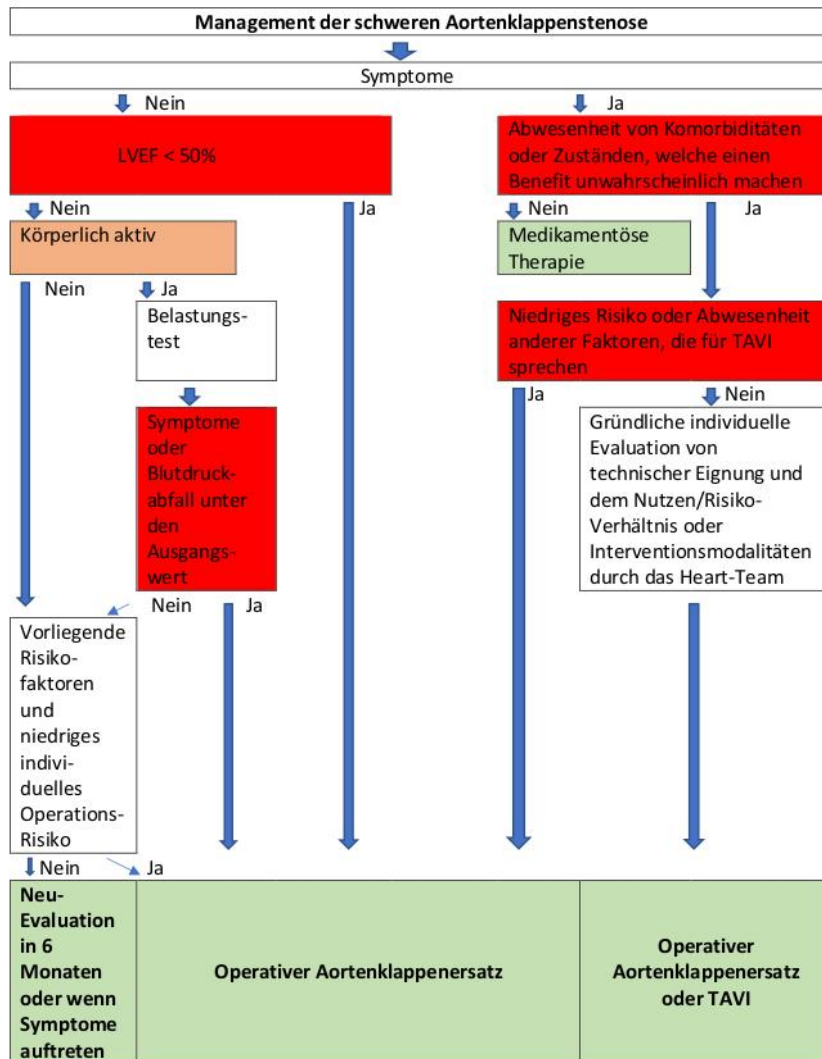 Management der schweren Aortenklappenstenose
Symptome
Nein
Ja
LVEF < 50%
Abwesenheit von Komorbiditäten
oder Zuständen, welche einen
Benefit unwahrscheinlich machen
Nein
Ja
Nein
Ja
Körperlich aktiv
Medikamentöse
Therapie
Nein
Ja
Belastungs-
test
Niedriges Risiko oder Abwesenheit
anderer Faktoren, die für TAVI
sprechen
Ja
Nein
Symptome
oder
Blutdruck-
abfall unter
den
Ausgangs-
wert
Gründliche individuelle
Evaluation von
technischer Eignung und
dem Nutzen/Risiko-
Verhältnis oder
Interventionsmodalitäten
durch das Heart-Team
Nein
Ja
Vorliegende
Risiko-
faktoren
und
niedriges
indivi-
duelles
Operations-
Risiko
Nein
Ja
Neu-
Evaluation
in 6
Monaten
oder wenn
Symptome
auftreten
Operativer Aortenklappenersatz
Operativer
Aortenklappenersatz
oder TAVI